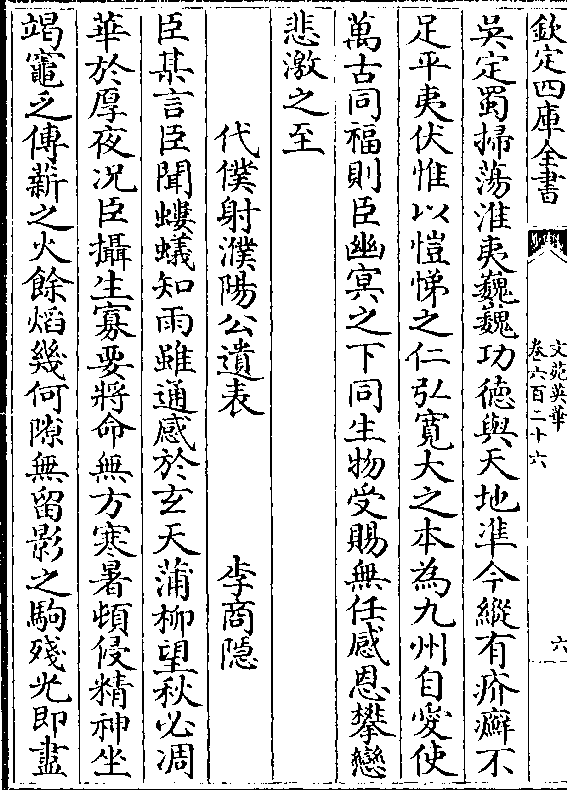 欽定四庫全書
文苑英華
卷六百二十六
六
吳定蜀掃蕩淮夷巍巍功德與天地準今縱有疥癬不
足平夷伏惟以愷悌之仁弘寛大之本為九州自愛使
萬古同福則臣幽㝠之下同生物受賜無任感恩攀戀
悲激之至
代僕射濮陽公遺表 李商隠
臣某言臣聞螻蟻知雨雖通感於玄天蒲柳望秋必凋
華於厚夜况臣攝生寡要將命無方寒暑頓侵精神坐
竭竈乏傳薪之火餘焰幾何隙無留影之駒殘光即盡